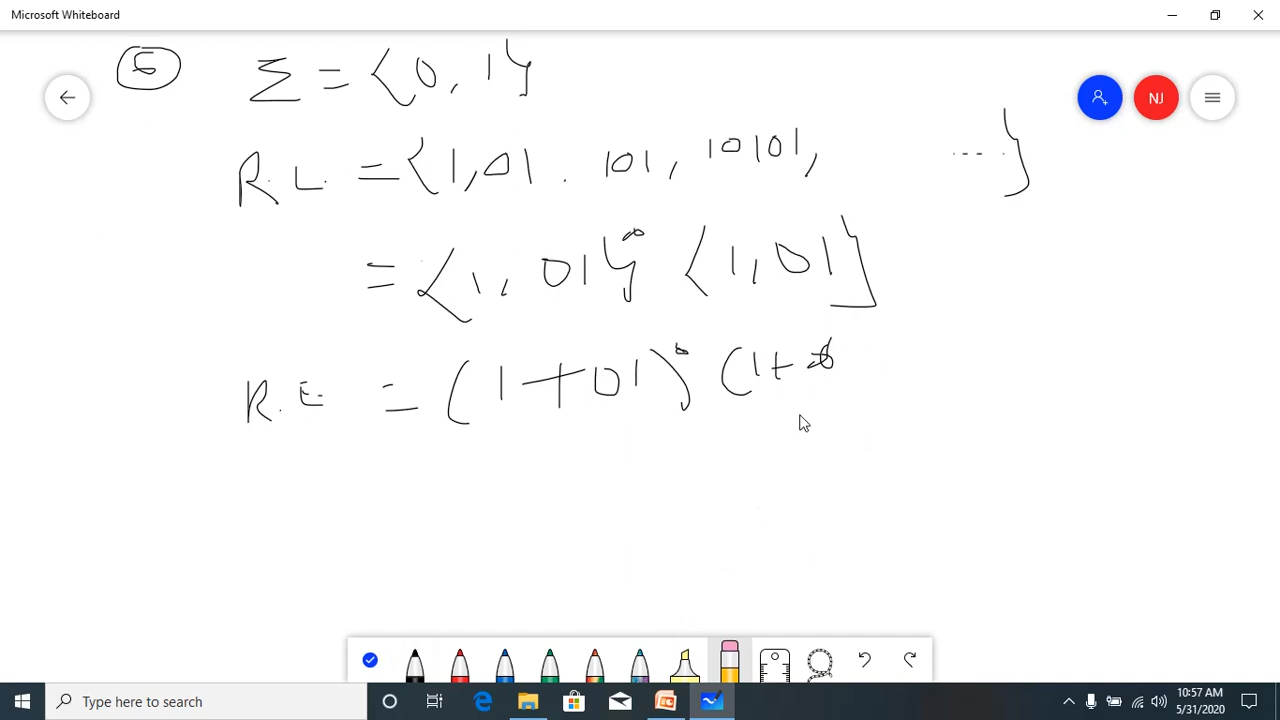 Microsoft Whiteboard
5 Σ = {0, 1}
NJ
R.L. = {1, 01. 101, 10101, ....}
= {1, 01}* {1, 01}
R.E = (1+01)* (1+
Type here to search
10:57 AM
5/31/2020